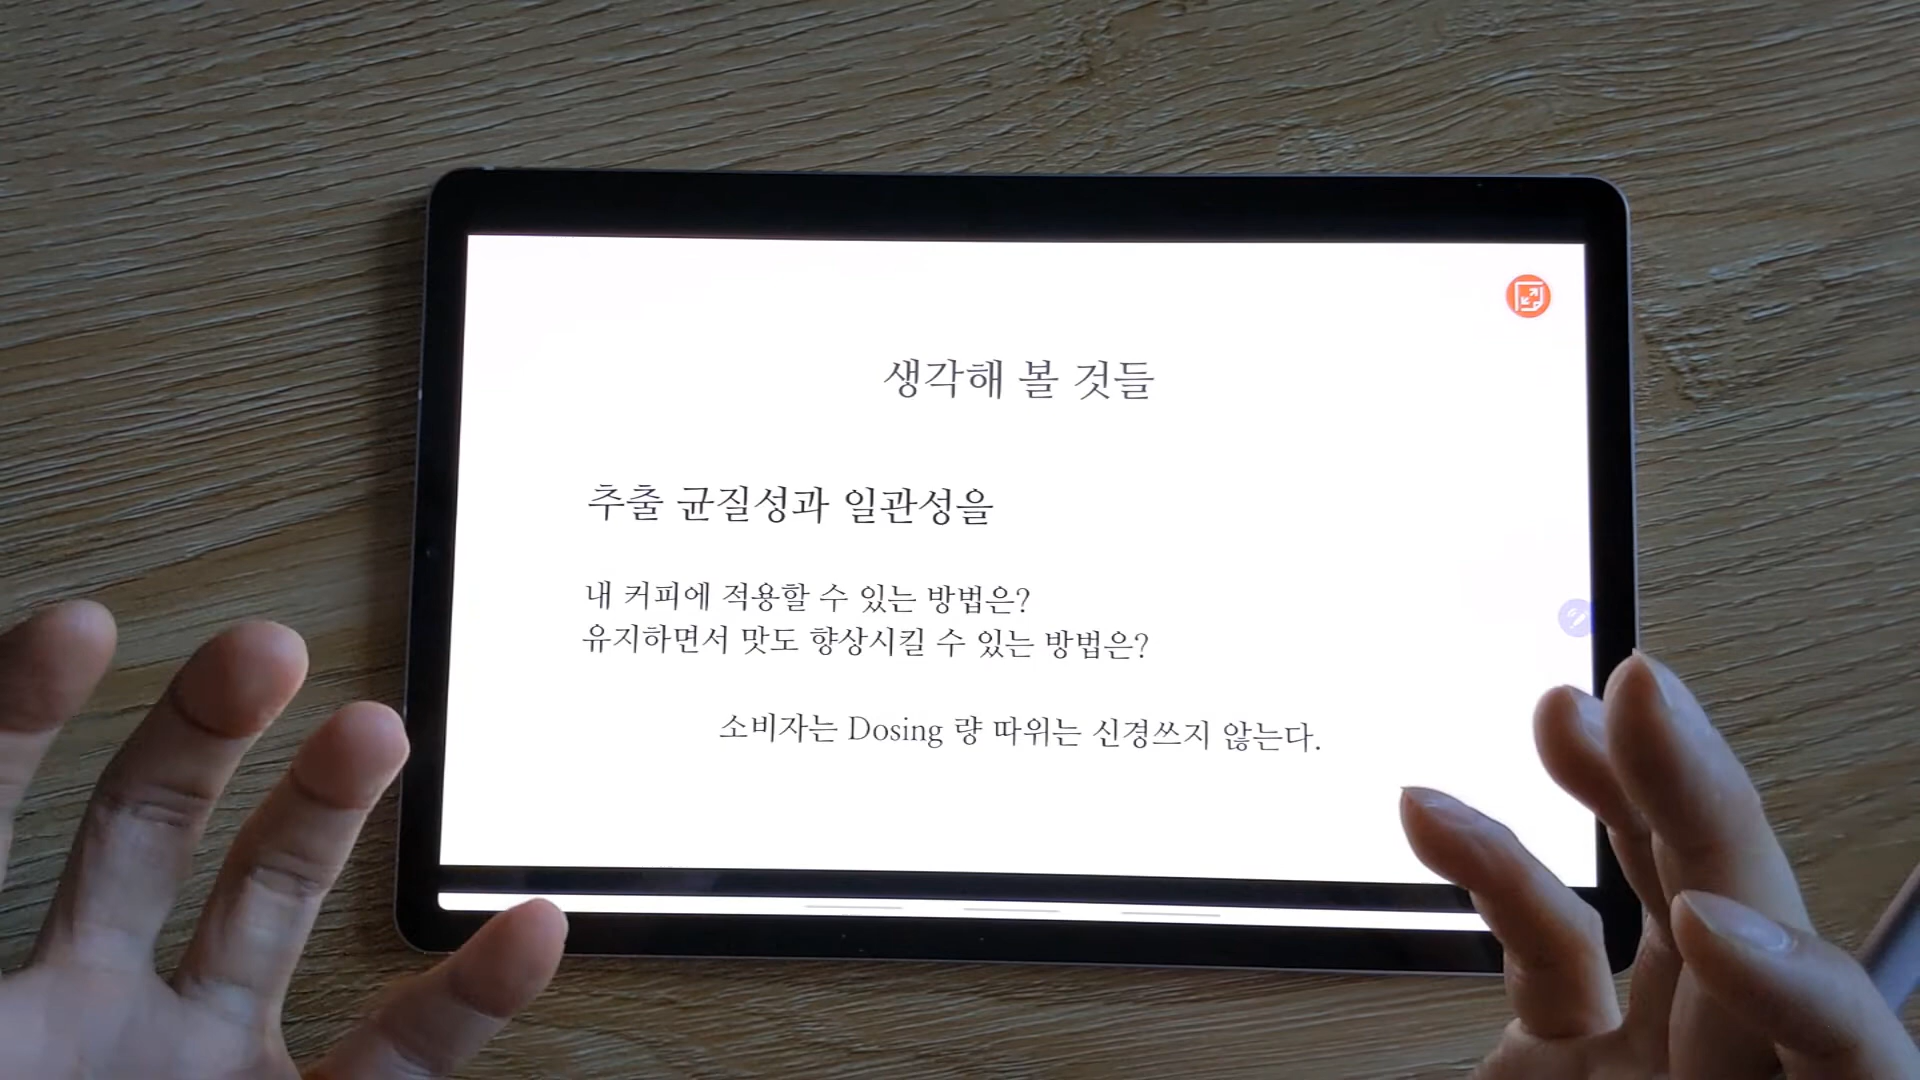 생각해 볼 것들
추출 균질성과 일관성을
내 커피에 적용할 수 있는 방법은?
유지하면서 맛도 향상시킬 수 있는 방법은?
소비자는 Dosing 량 따위는 신경쓰지 않는다.